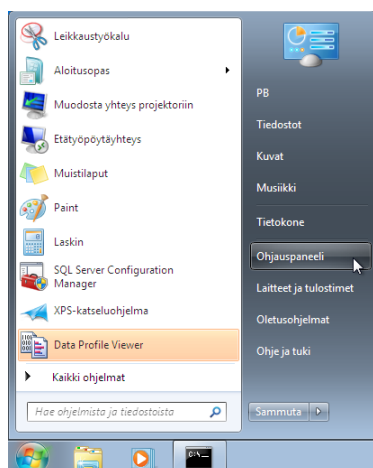 Leikkaustyökalu
Aloitusopas
Muodosta yhteys projektoriin
Etätyöpöytäyhteys
Muistilaput
Paint
Laskin
SQL Server Configuration
Manager
XPS-katseluohjelma
Data Profile Viewer
Kaikki ohjelmat
Hae ohjelmista ja tiedostoista
PB
Tiedostot
Kuvat
Musiikki
Tietokone
Ohjauspaneeli
Laitteet ja tulostimet
Oletusohjelmat
Ohje ja tuki
Sammuta